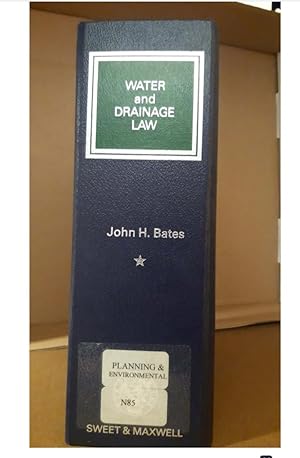 WATER
and
DRAINAGE
LAW
John H. Bates
PLANNING &
ENVIRONMENTAL
N85
SWEET & MAXWELL